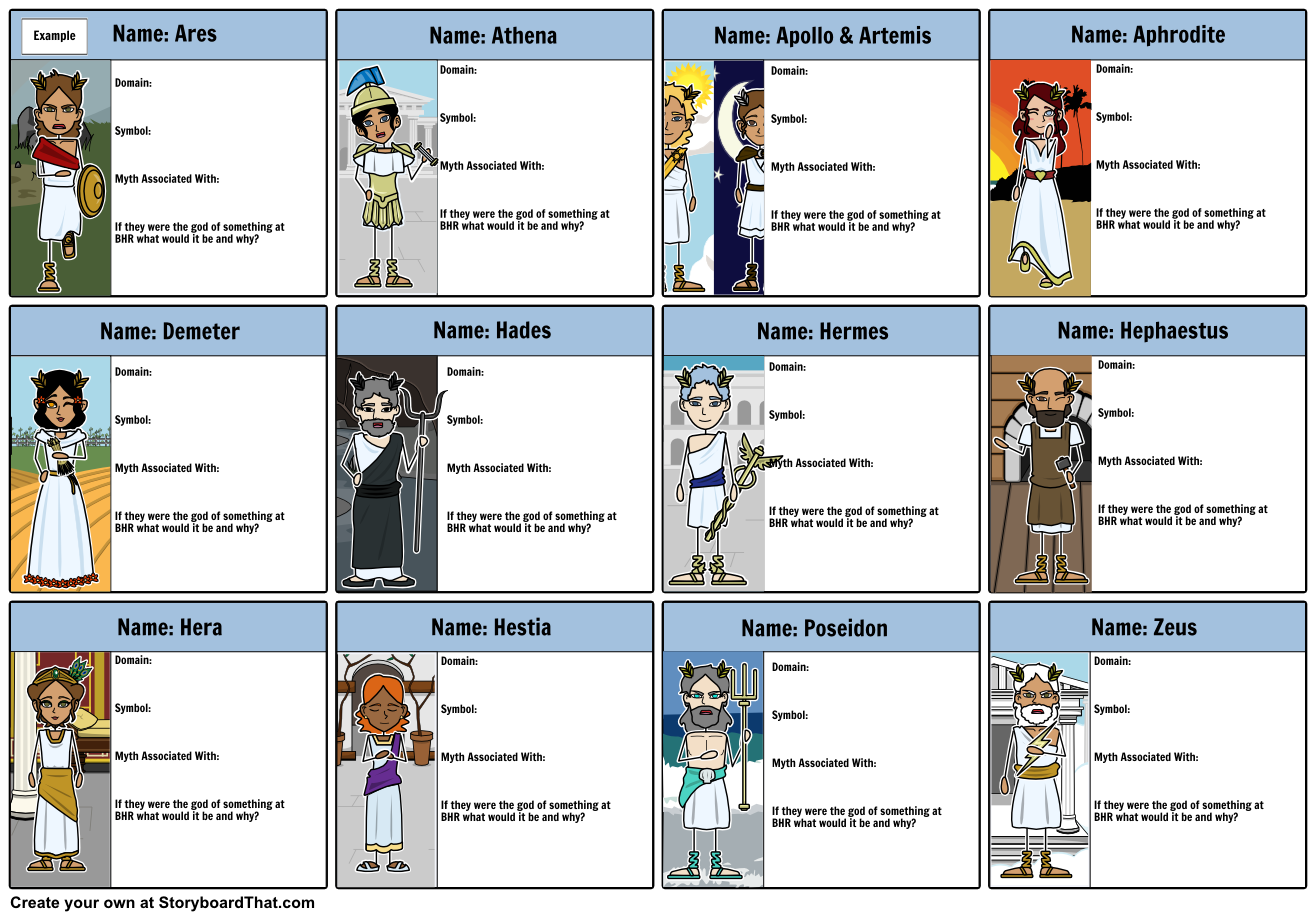 Example
Name: Ares
Domain:
Symbol:
Myth Associated With:
If they were the god of something at
BHR what would it be and why?
Name: Athena
Domain:
Symbol:
Myth Associated With:
If they were the god of something at
BHR what would it be and why?
Name: Apollo & Artemis
Domain:
Symbol:
Myth Associated With:
If they were the god of something at
BHR what would it be and why?
Name: Aphrodite
Domain:
Symbol:
Myth Associated With:
If they were the god of something at
BHR what would it be and why?
Name: Demeter
Domain:
Symbol:
Myth Associated With:
If they were the god of something at
BHR what would it be and why?
Name: Hades
Domain:
Symbol:
Myth Associated With:
If they were the god of something at
BHR what would it be and why?
Name: Hermes
Domain:
Symbol:
Myth Associated With:
If they were the god of something at
BHR what would it be and why?
Name: Hephaestus
Domain:
Symbol:
Myth Associated With:
If they were the god of something at
BHR what would it be and why?
Name: Hera
Domain:
Symbol:
Myth Associated With:
If they were the god of something at
BHR what would it be and why?
Name: Hestia
Domain:
Symbol:
Myth Associated With:
If they were the god of something at
BHR what would it be and why?
Name: Poseidon
Domain:
Symbol:
Myth Associated With:
If they were the god of something at
BHR what would it be and why?
Name: Zeus
Domain:
Symbol:
Myth Associated With:
If they were the god of something at
BHR what would it be and why?
Create your own at StoryboardThat.com